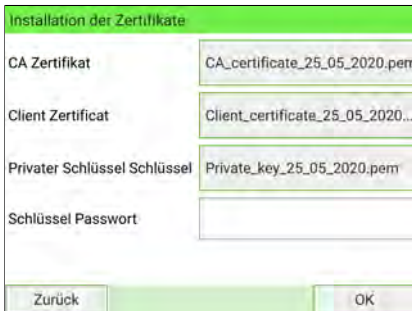 Installation der Zertifikate
CA Zertifikat CA_certificate_25_05_2020.pem
Client Zertificat Client_certificate_25_05_2020...
Privater Schlüssel Schlüssel Private_key_25_05_2020.pem
Schlüssel Passwort
Zurück OK